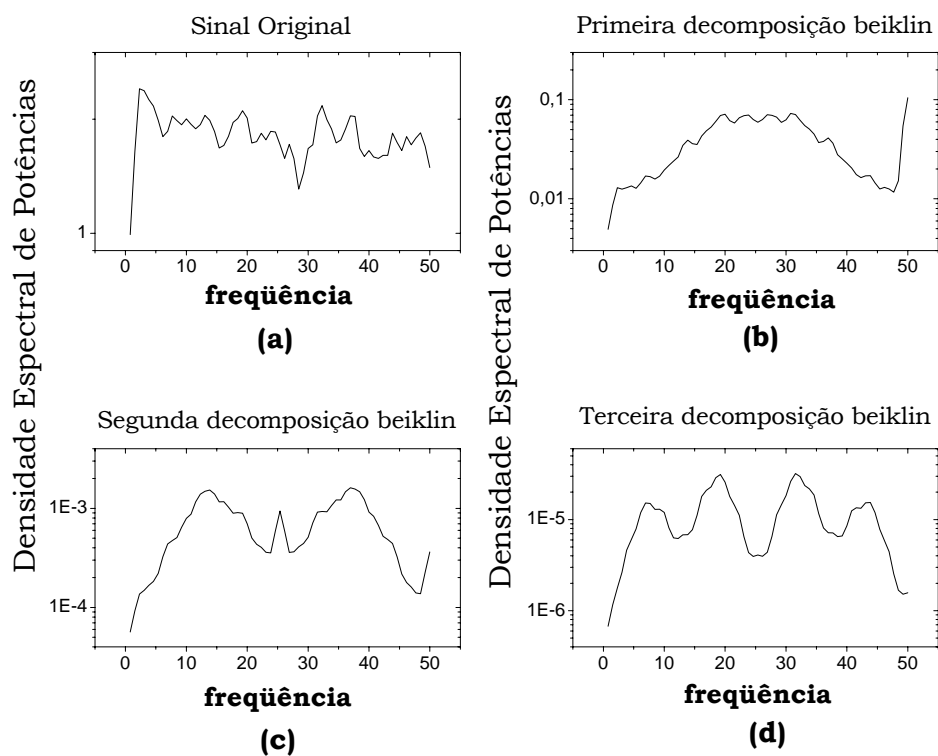 Sinal Original
Densidade Espectral de Potências
1
0 10 20 30 40 50
freqüência
(a)
Primeira decomposição beiklin
Densidade Espectral de Potências
0,1
0,01
0 10 20 30 40 50
freqüência
(b)
Segunda decomposição beiklin
1E-3
1E-4
0 10 20 30 40 50
freqüência
(c)
Terceira decomposição beiklin
1E-5
1E-6
0 10 20 30 40 50
freqüência
(d)